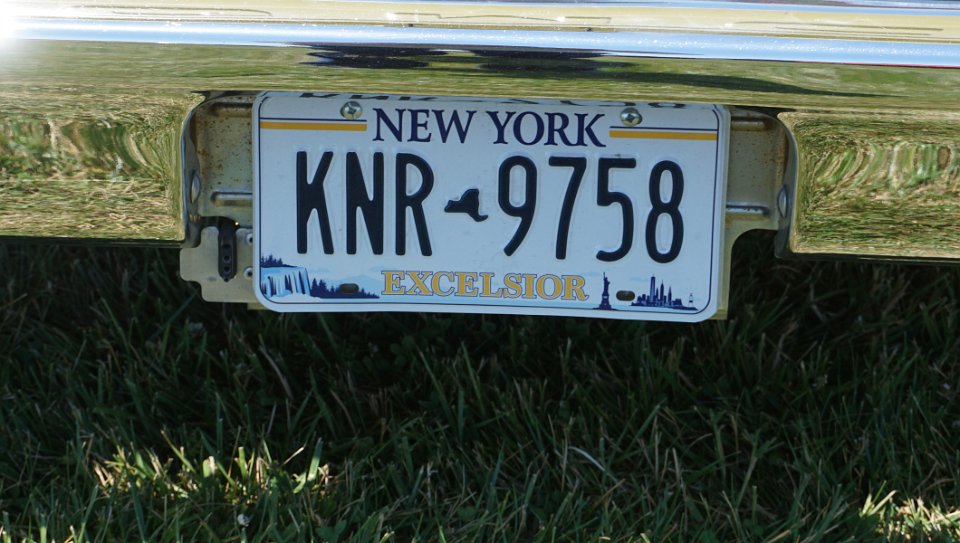 NEW YORK
KNR 9758
EXCELSIOR